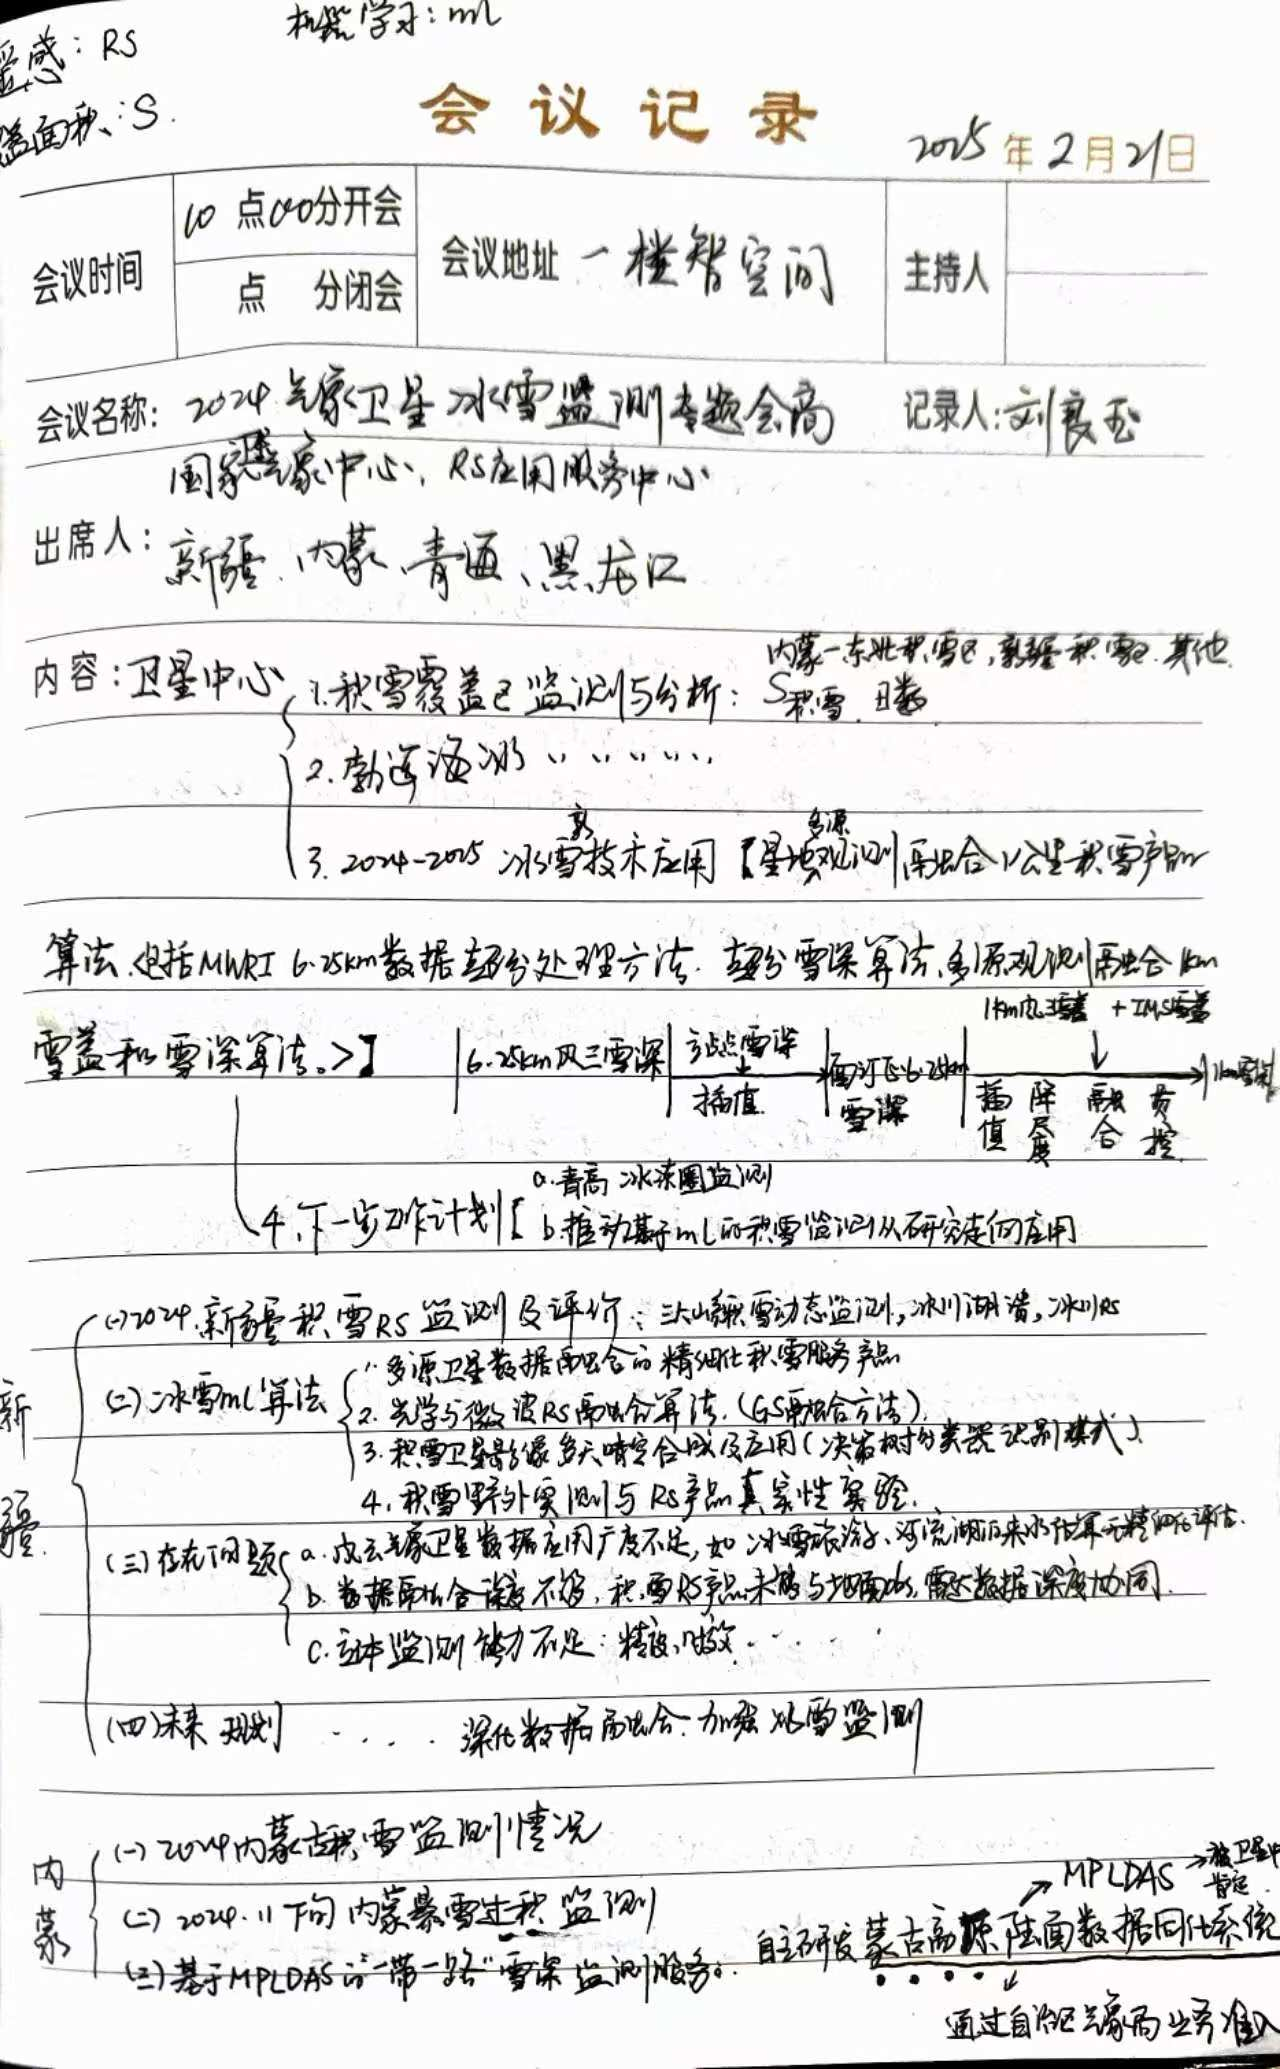 机器学习：ml
遥感：RS
盖面积：S.
会议记录
2025年2月21日
会议时间 10点00分开会
点 分闭会
会议地址 一楼智空间
主持人
会议名称：2024气象卫星冰雪监测专题会商 记录人：刘良玉
国家气象中心、RS应用服务中心
出席人：
新疆、内蒙、青海、黑龙江
内蒙—东北积雪区，新疆积雪区、其他
内容：卫星中心 1.积雪覆盖区监测与分析：S积雪、日数
2.渤海海冰 ‥ ‥ ‥
新 多源
3. 2024-2025 冰雪技术应用【星地观测融合1公里积雪产品
算法、包括MWRI 6.25km数据超分处理方法、超分雪深算法、多源观测融合1km
雪盖和雪深算法。>】
1km风三雪盖 + IMS雪盖
6.25km风三雪深 站点雪深 插值 订正6.25km雪深 插值 降尺度 融合 质控 1km雪深
a.青高冰冻圈监测
4、下一步工作计划[ b.推动基于ml的积雪监测从研究走向应用
新疆
(一)2024.新疆积雪RS监测及评价：三大山积雪动态监测，冰川湖溃，冰川RS
(二)冰雪ml算法 1.多源卫星数据融合的精细化积雪服务产品
2.光学与微波RS融合算法.(GS融合方法)
3.积雪卫星影像多天晴空合成及应用(决策树分类器识别模式)、
4.积雪野外实测与RS产品真实性实验.
(三)存在问题 a.风云气象卫星数据应用广度不足，如冰雪旅游、河流湖泊来水估算无精细化评估.
b.数据融合深度不够，积雪RS产品未能与地面obs，雷达数据深度协同.
c.立体监测能力不足：精度、时效····
(四)未来规划 ····深化数据融合、加强冰雪监测
内蒙
(一)2024内蒙古积雪监测情况
(二)2024.11下旬内蒙暴雪过程监测
MPLDAS→被卫星中 肯定
(三)基于MPLDAS的“一带一路”雪深监测服务：自主研发蒙古高原陆面数据同化系统
通过自治区气象局业务准入